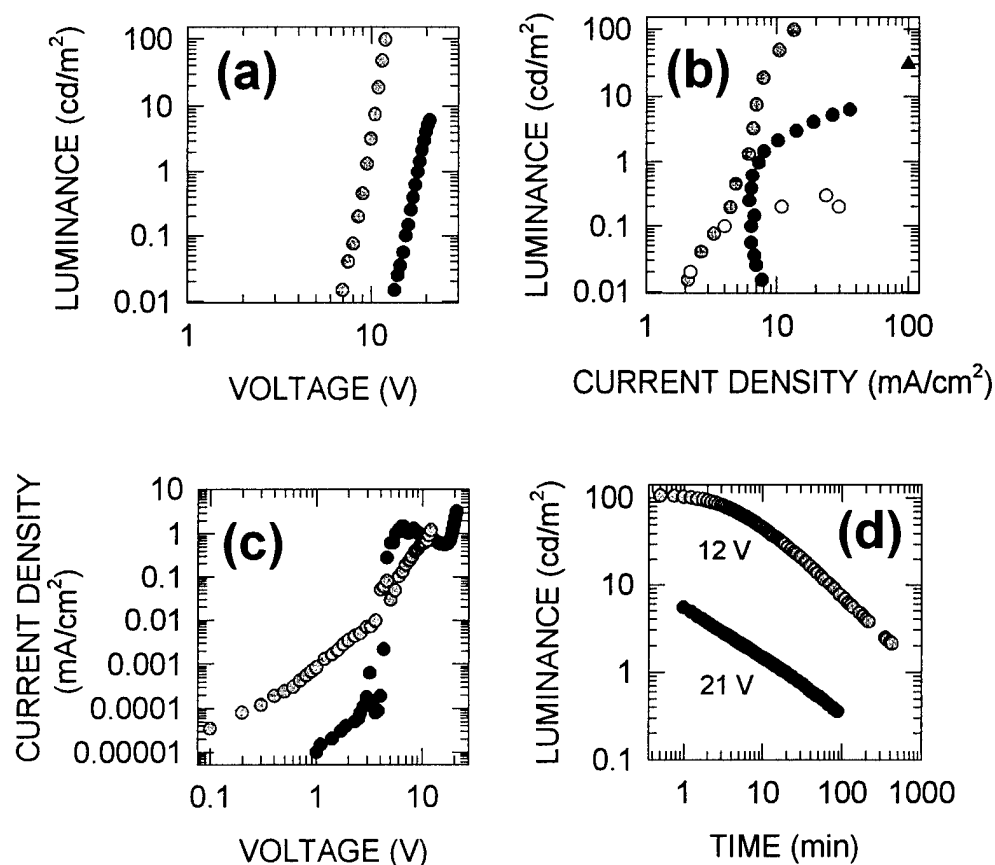 (a)
LUMINANCE (cd/m²)
100
10
1
0.1
0.01
1
10
VOLTAGE (V)
(b)
LUMINANCE (cd/m²)
100
10
1
0.1
0.01
1
10
100
CURRENT DENSITY (mA/cm²)
(c)
CURRENT DENSITY
(mA/cm²)
10
1
0.1
0.01
0.001
0.0001
0.00001
0.1
1
10
VOLTAGE (V)
(d)
LUMINANCE (cd/m²)
100
10
1
0.1
12 V
21 V
1
10
100
1000
TIME (min)